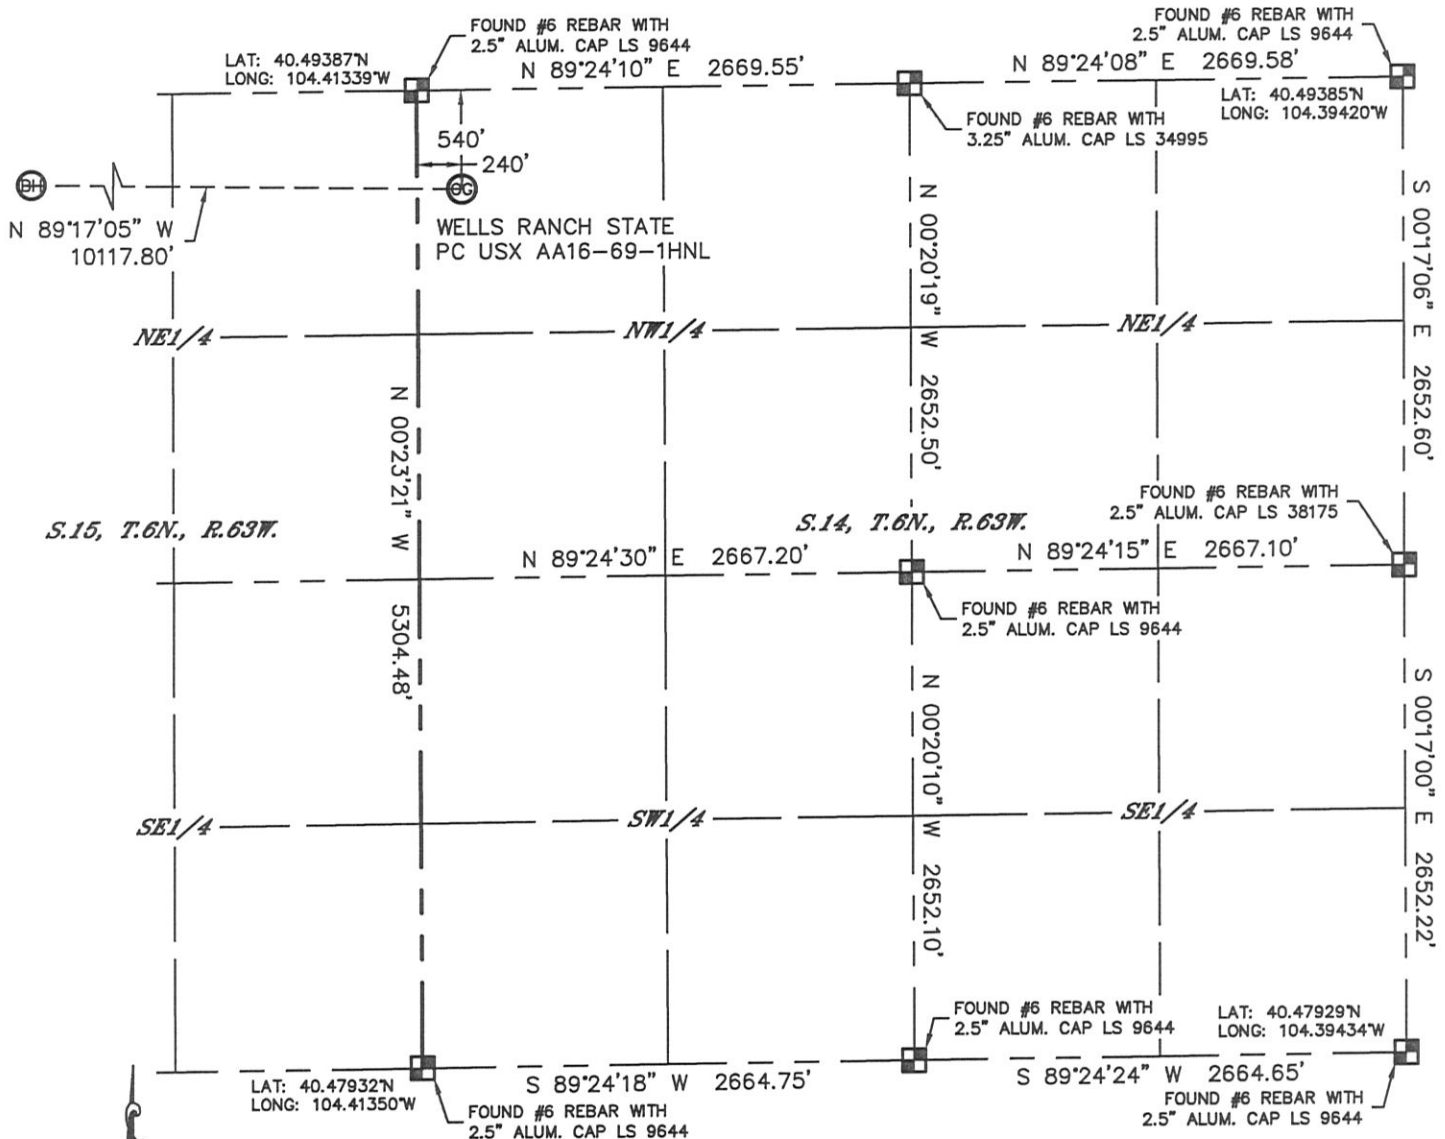 FOUND #6 REBAR WITH
2.5" ALUM. CAP LS 9644
FOUND #6 REBAR WITH
2.5" ALUM. CAP LS 9644
LAT: 40.49387°N
LONG: 104.41339°W
N 89°24'10" E 2669.55'
N 89°24'08" E 2669.58'
LAT: 40.49385°N
LONG: 104.39420°W
FOUND #6 REBAR WITH
3.25" ALUM. CAP LS 34995
540'
240'
BH
OG
N 89°17'05" W
10117.80'
WELLS RANCH STATE
PC USX AA16-69-1HNL
N 00°20'19" W 2652.50'
S 00°17'06" E 2652.60'
NE1/4
NW1/4
NE1/4
N 00°23'21" W 5304.48'
FOUND #6 REBAR WITH
2.5" ALUM. CAP LS 38175
S.15, T.6N., R.63W.
S.14, T.6N., R.63W.
N 89°24'30" E 2667.20'
N 89°24'15" E 2667.10'
FOUND #6 REBAR WITH
2.5" ALUM. CAP LS 9644
N 00°20'10" W 2652.10'
S 00°17'00" E 2652.22'
SE1/4
SW1/4
SE1/4
FOUND #6 REBAR WITH
2.5" ALUM. CAP LS 9644
LAT: 40.47929°N
LONG: 104.39434°W
LAT: 40.47932°N
LONG: 104.41350°W
S 89°24'18" W 2664.75'
S 89°24'24" W 2664.65'
FOUND #6 REBAR WITH
2.5" ALUM. CAP LS 9644
FOUND #6 REBAR WITH
2.5" ALUM. CAP LS 9644